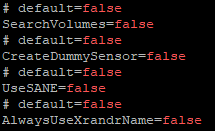 # default=false
SearchVolumes=false
# default=false
CreateDummySensor=false
# default=false
UseSANE=false
# default=false
AlwaysUseXrandrName=false